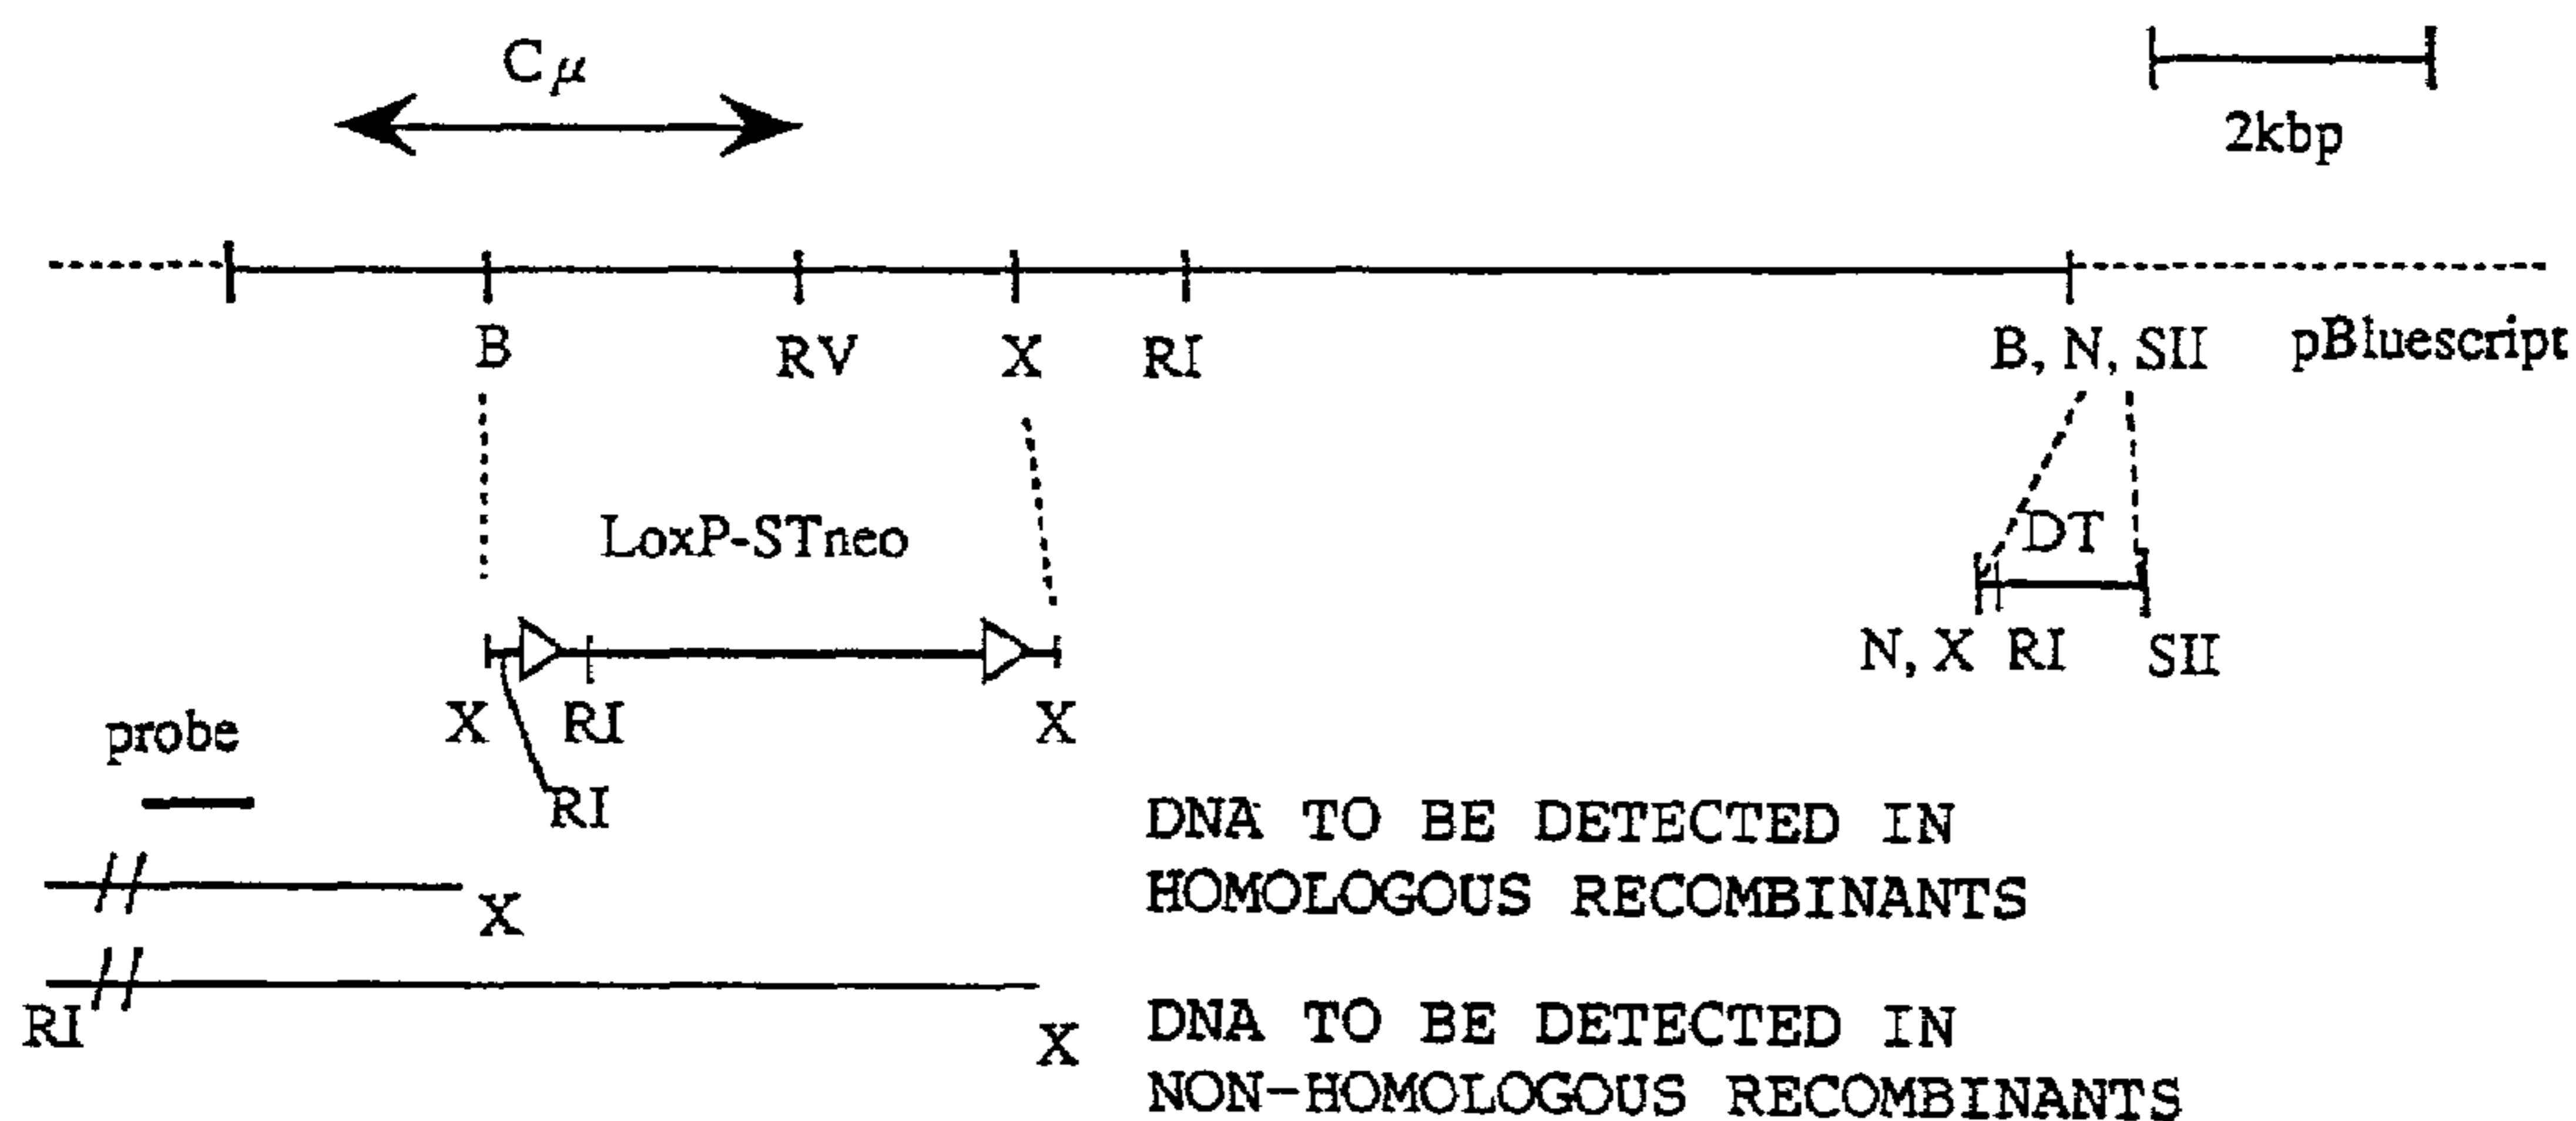 Cμ
2kbp
B RV X RI B, N, SII pBluescript
LoxP-STneo DT
N, X RI SII
X RI X
probe
RI
DNA TO BE DETECTED IN
HOMOLOGOUS RECOMBINANTS
X
RI
X
DNA TO BE DETECTED IN
NON-HOMOLOGOUS RECOMBINANTS